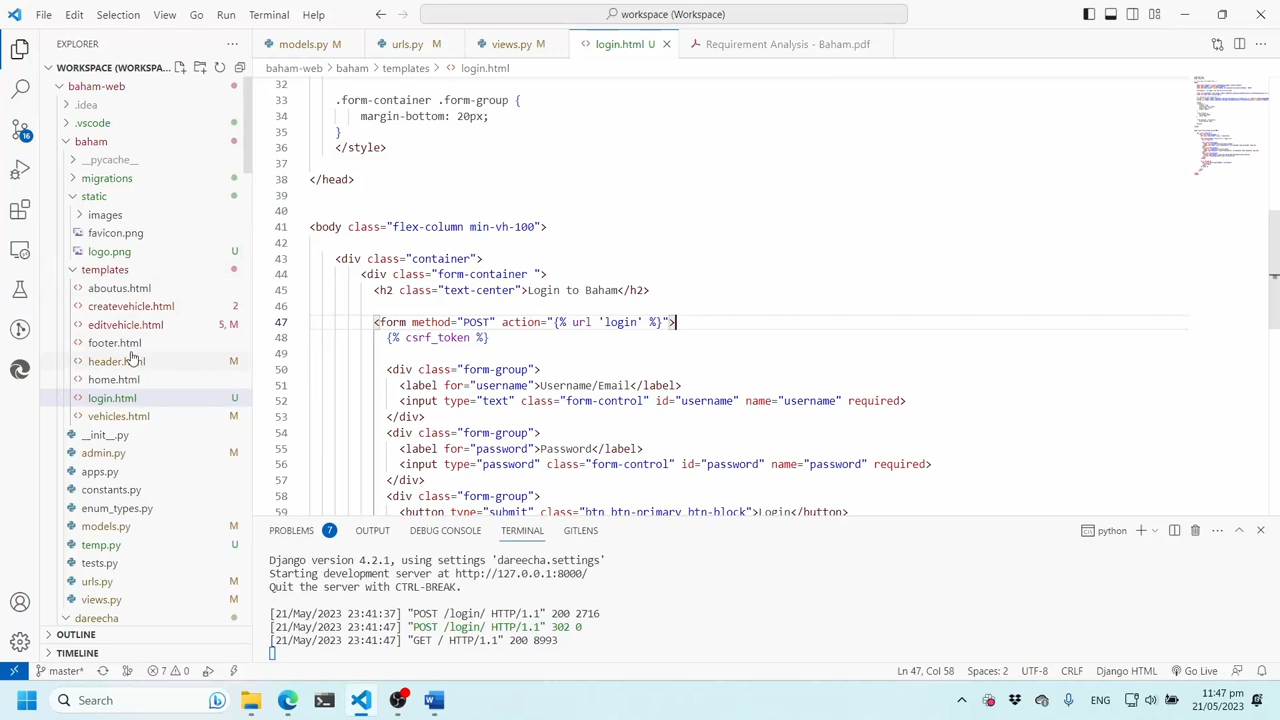 File Edit Selection View Go Run Terminal Help
workspace (Workspace)
EXPLORER
WORKSPACE (WORKSPA...
baham-web
.idea
baham
__pycache__
migrations
static
images
favicon.png
logo.png U
templates
aboutus.html
createvehicle.html 2
editvehicle.html 5, M
footer.html
header.html M
home.html
login.html U
vehicles.html M
__init__.py
admin.py M
apps.py
constants.py
enum_types.py
models.py M
temp.py U
tests.py
urls.py M
views.py M
dareecha
OUTLINE
TIMELINE
16
models.py M urls.py M views.py M login.html U Requirement Analysis - Baham.pdf
baham-web > baham > templates > login.html
32
33 .form-container .form-gr
34 margin-bottom: 20px;
35 }
36 </style>
37
38 </head>
39
40
41 <body class="flex-column min-vh-100">
42
43 <div class="container">
44 <div class="form-container ">
45 <h2 class="text-center">Login to Baham</h2>
46
47 <form method="POST" action="{% url 'login' %}">
48 {% csrf_token %}
49
50 <div class="form-group">
51 <label for="username">Username/Email</label>
52 <input type="text" class="form-control" id="username" name="username" required>
53 </div>
54 <div class="form-group">
55 <label for="password">Password</label>
56 <input type="password" class="form-control" id="password" name="password" required>
57 </div>
58 <div class="form-group">
59 <button type="submit" class="btn btn-primary btn-block">Login</button>
PROBLEMS 7 OUTPUT DEBUG CONSOLE TERMINAL GITLENS
python
Django version 4.2.1, using settings 'dareecha.settings'
Starting development server at http://127.0.0.1:8000/
Quit the server with CTRL-BREAK.
[21/May/2023 23:41:37] "POST /login/ HTTP/1.1" 200 2716
[21/May/2023 23:41:47] "POST /login/ HTTP/1.1" 302 0
[21/May/2023 23:41:47] "GET / HTTP/1.1" 200 8993
master* 7 0 Ln 47, Col 58 Spaces: 2 UTF-8 CRLF Django HTML Go Live
Search ENG 11:47 pm
21/05/2023